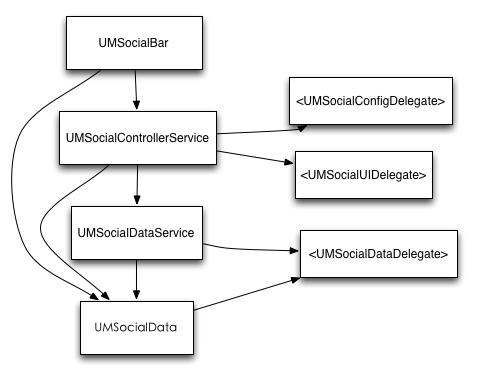 UMSocialBar
<UMSocialConfigDelegate>
UMSocialControllerService
<UMSocialUIDelegate>
UMSocialDataService
<UMSocialDataDelegate>
UMSocialData